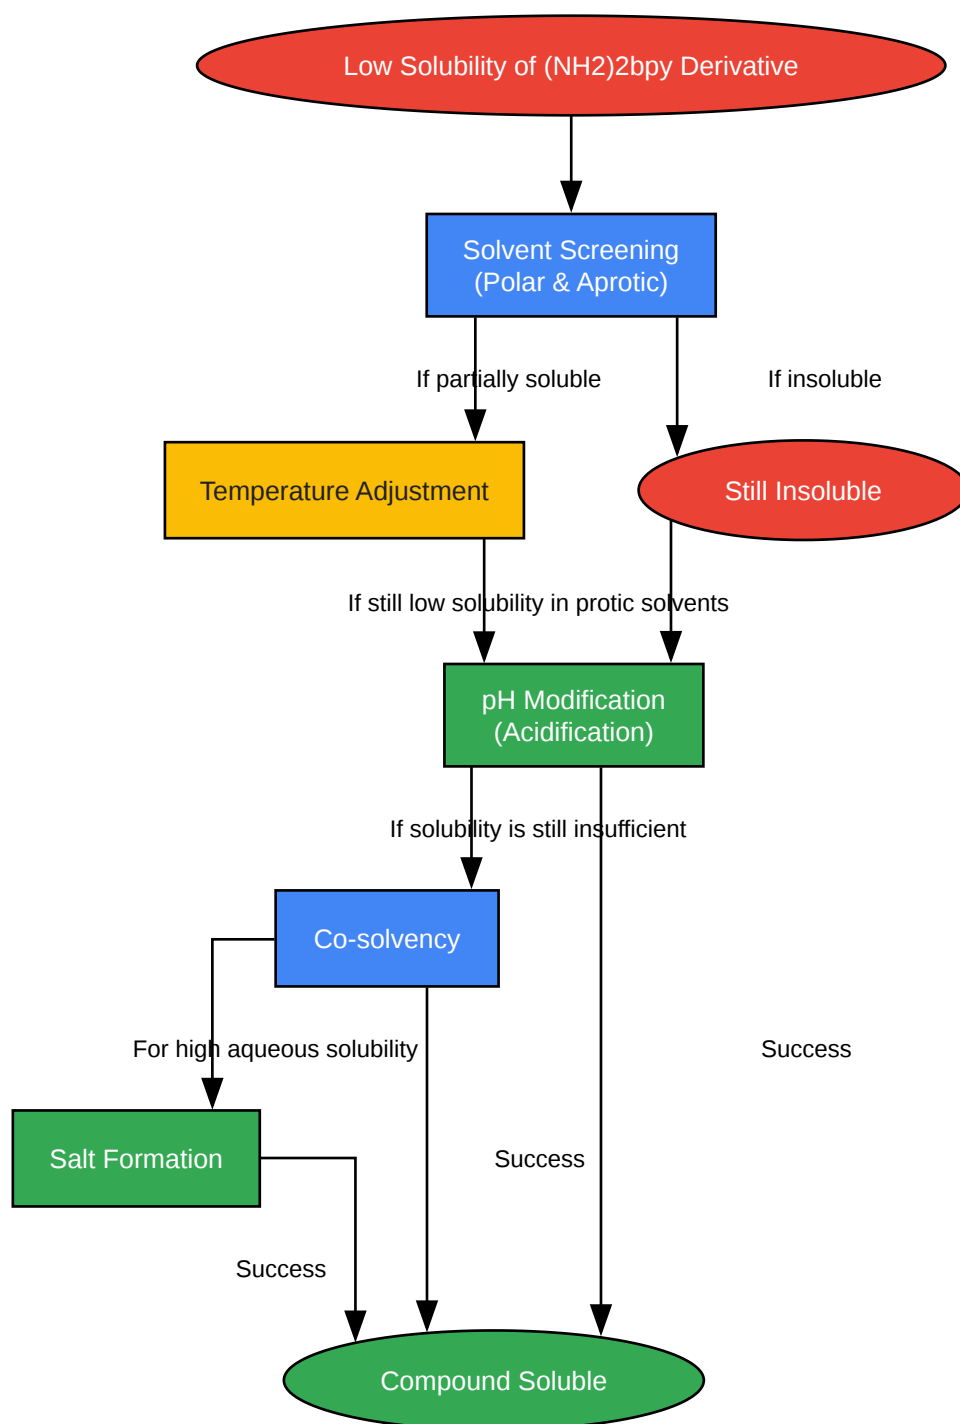 Low Solubility of (NH2)2bpy Derivative
Solvent Screening
(Polar & Aprotic)
If partially soluble
If insoluble
Temperature Adjustment
Still Insoluble
If still low solubility in protic solvents
pH Modification
(Acidification)
If solubility is still insufficient
Co-solvency
For high aqueous solubility
Success
Salt Formation
Success
Success
Compound Soluble